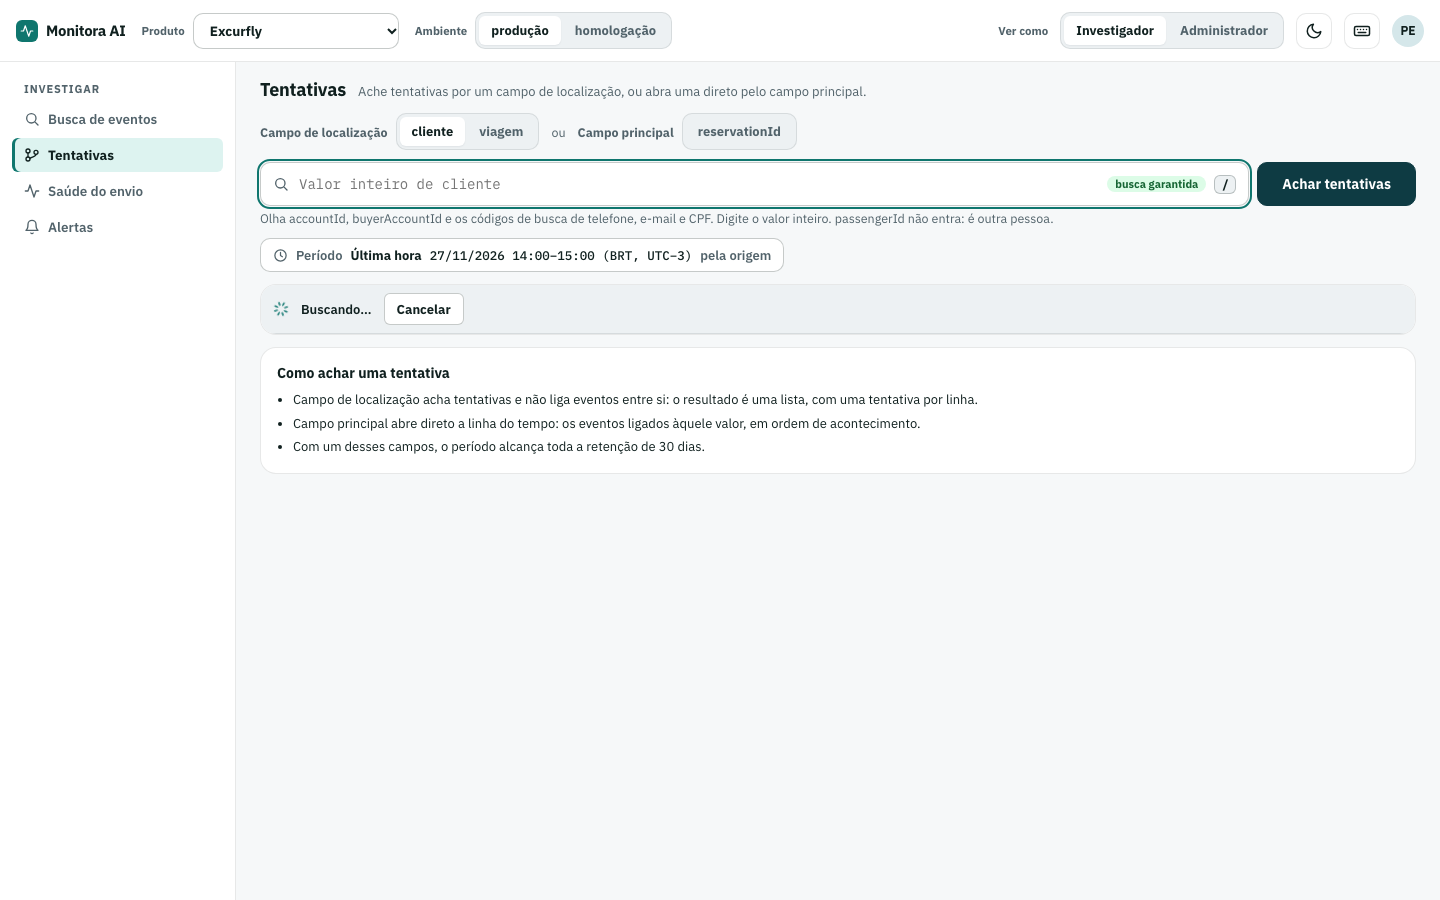 Monitora AI Produto Excurfly Ambiente produção homologação Ver como Investigador Administrador PE
INVESTIGAR
Busca de eventos
Tentativas
Saúde do envio
Alertas
Tentativas Ache tentativas por um campo de localização, ou abra uma direto pelo campo principal.
Campo de localização cliente viagem ou Campo principal reservationId
Valor inteiro de cliente busca garantida / Achar tentativas
Olha accountId, buyerAccountId e os códigos de busca de telefone, e-mail e CPF. Digite o valor inteiro. passengerId não entra: é outra pessoa.
Período Última hora 27/11/2026 14:00–15:00 (BRT, UTC−3) pela origem
Buscando… Cancelar
Como achar uma tentativa
• Campo de localização acha tentativas e não liga eventos entre si: o resultado é uma lista, com uma tentativa por linha.
• Campo principal abre direto a linha do tempo: os eventos ligados àquele valor, em ordem de acontecimento.
• Com um desses campos, o período alcança toda a retenção de 30 dias.